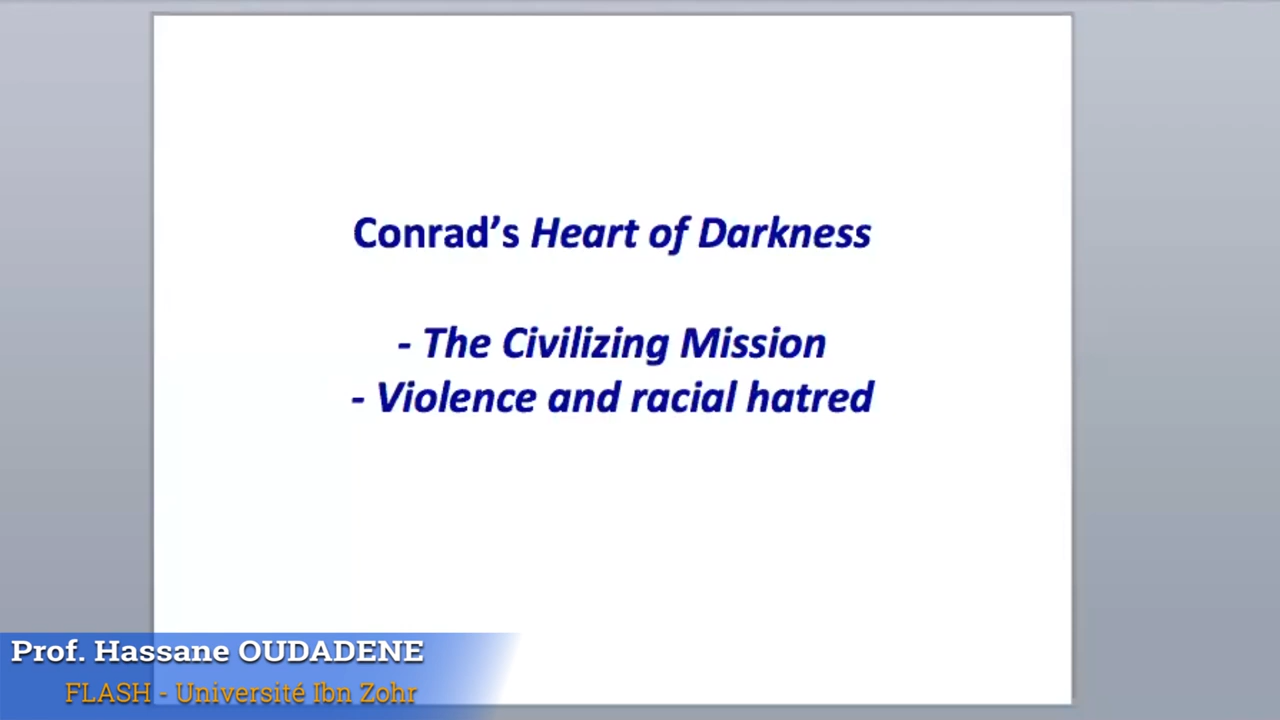 Conrad’s Heart of Darkness
- The Civilizing Mission
- Violence and racial hatred
Prof. Hassane OUDADENE
FLASH - Université Ibn Zohr